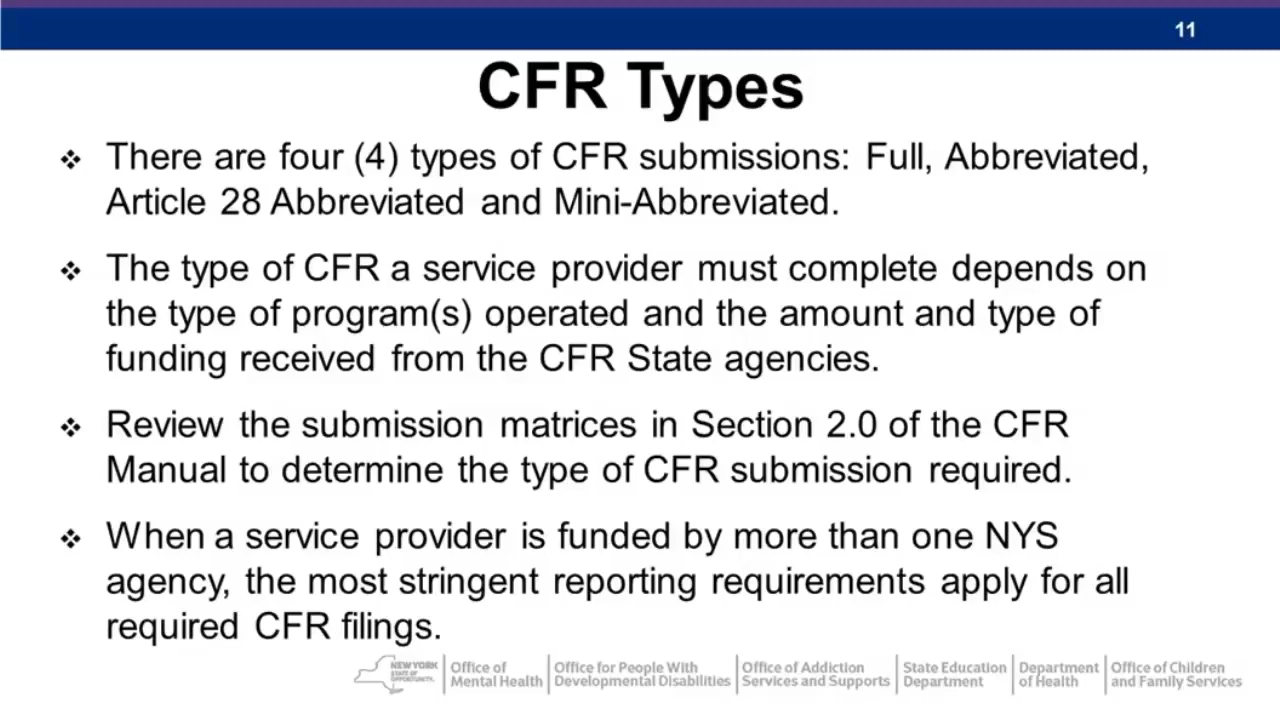 11
CFR Types
❖ There are four (4) types of CFR submissions: Full, Abbreviated,
Article 28 Abbreviated and Mini-Abbreviated.
❖ The type of CFR a service provider must complete depends on
the type of program(s) operated and the amount and type of
funding received from the CFR State agencies.
❖ Review the submission matrices in Section 2.0 of the CFR
Manual to determine the type of CFR submission required.
❖ When a service provider is funded by more than one NYS
agency, the most stringent reporting requirements apply for all
required CFR filings.
NEW YORK
STATE OF
OPPORTUNITY.
Office of
Mental Health
Office for People With
Developmental Disabilities
Office of Addiction
Services and Supports
State Education
Department
Department
of Health
Office of Children
and Family Services